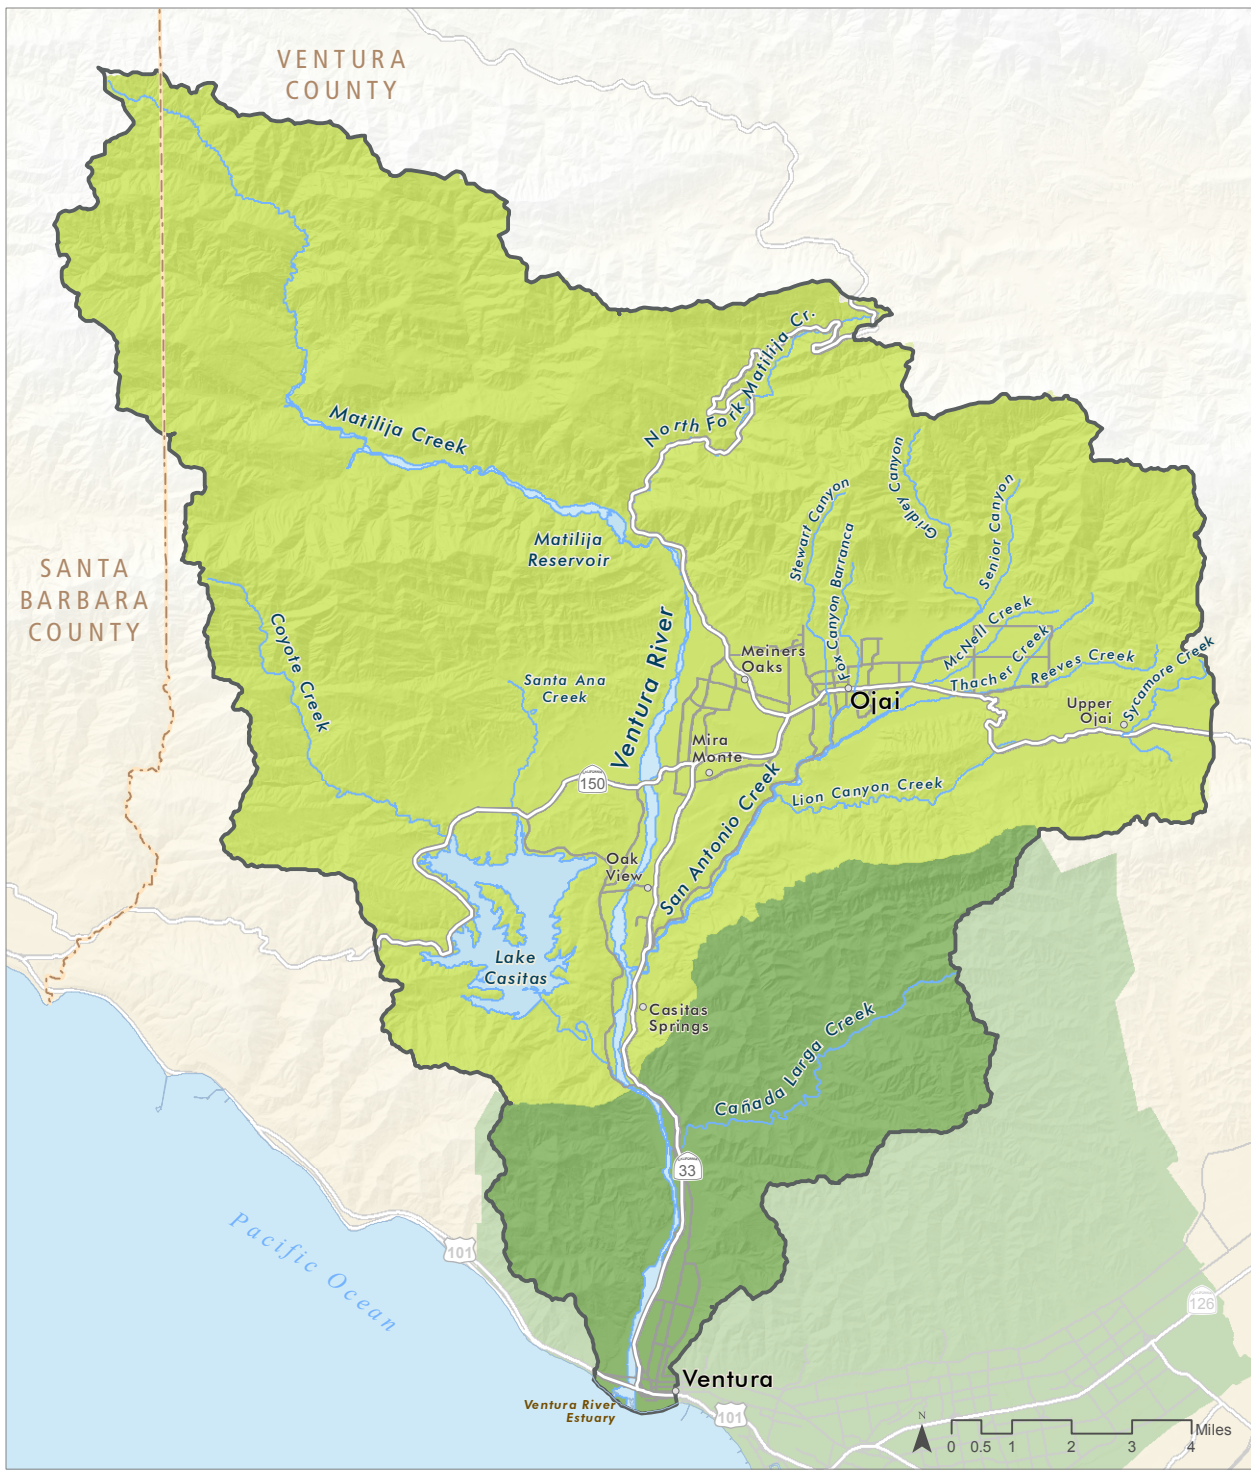 VENTURA
COUNTY
North Fork Matilija Cr.
Matilija Creek
Gridley Canyon
Stewart Canyon
Senior Canyon
Fox Canyon Barranca
Matilija
Reservoir
SANTA
BARBARA
COUNTY
Coyote Creek
Ventura River
McNell Creek
Thacher Creek
Reeves Creek
Sycamore Creek
Meiners
Oaks
Santa Ana
Creek
Ojai
Upper
Ojai
Mira
Monte
CALIFORNIA
150
Lion Canyon Creek
San Antonio Creek
Oak
View
Lake
Casitas
Casitas
Springs
Cañada Larga Creek
CALIFORNIA
33
Pacific Ocean
101
126
Ventura
Ventura River
Estuary
101
N
Miles
0 0.5 1 2 3 4